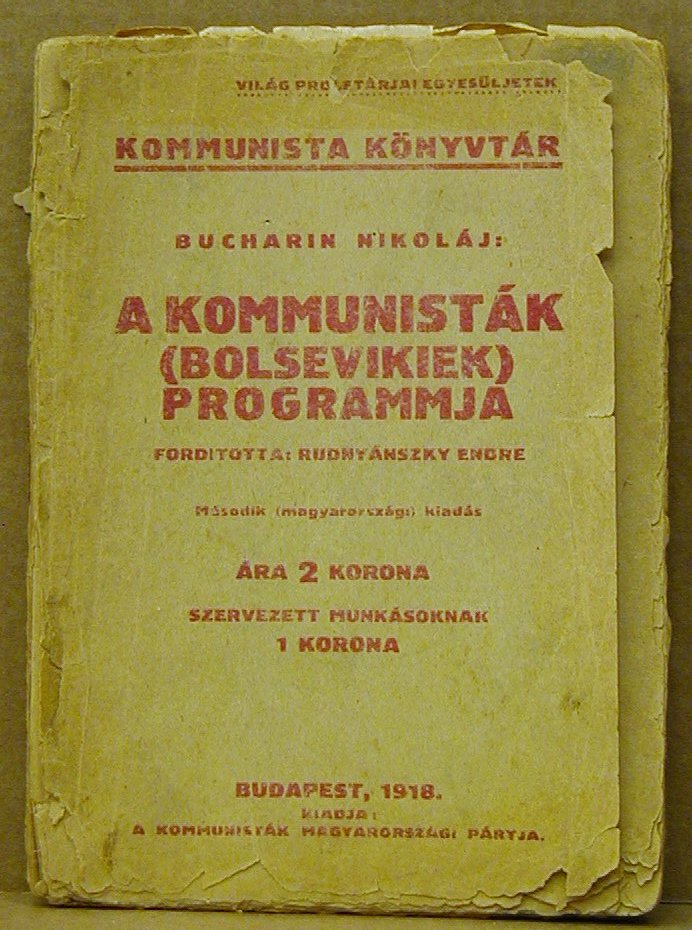 VILÁG PROLETÁRJAI EGYESÜLJETEK
KOMMUNISTA KÖNYVTÁR
BUCHARIN NIKOLÁJ:
A KOMMUNISTÁK
(BOLSEVIKIEK)
PROGRAMMJA
FORDITOTTA: RUDNYÁNSZKY ENDRE
Második (magyarországi) kiadás
ÁRA 2 KORONA
SZERVEZETT MUNKÁSOKNAK
1 KORONA
BUDAPEST, 1918.
KIADJA:
A KOMMUNISTÁK MAGYARORSZÁGI PÁRTJA.